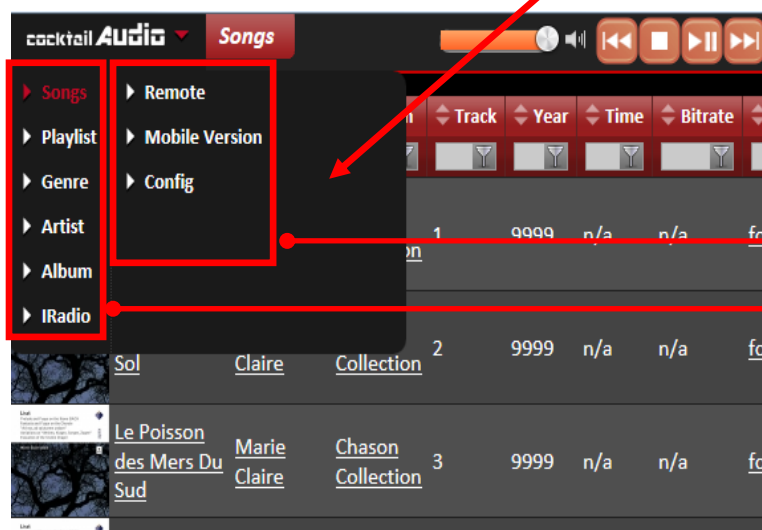 cocktail Audio Songs
Songs
Playlist
Genre
Artist
Album
IRadio
Remote
Mobile Version
Config
Track Year Time Bitrate
1 9999 n/a n/a
Sol Claire Collection 2 9999 n/a n/a
Le Poisson
des Mers Du
Sud
Marie
Claire
Chason
Collection
3 9999 n/a n/a